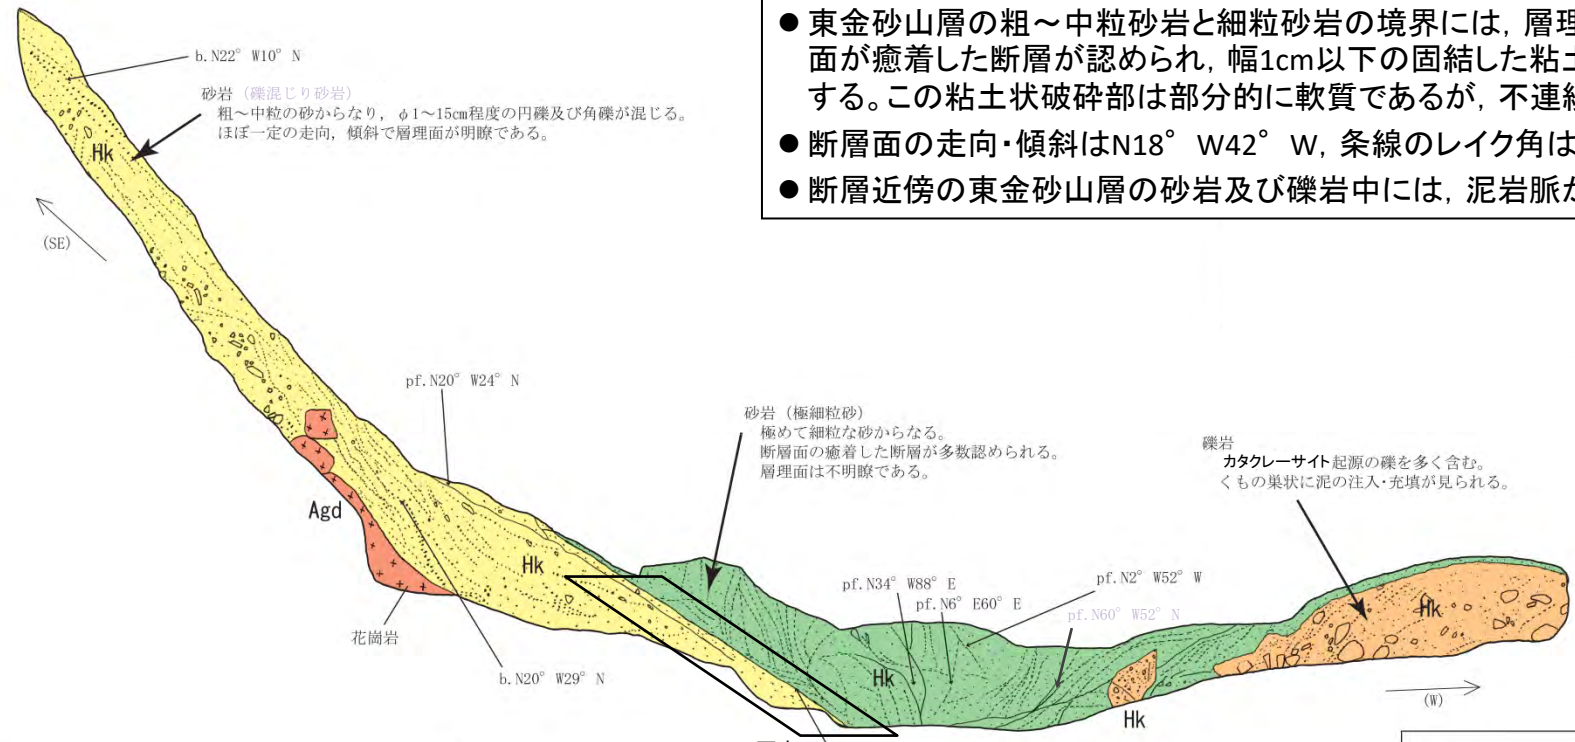 ● 東金砂山層の粗～中粒砂岩と細粒砂岩の境界には，層理
面が癒着した断層が認められ，幅1cm以下の固結した粘土
する。この粘土状破砕部は部分的に軟質であるが，不連続
● 断層面の走向・傾斜はN18°W42°W，条線のレイク角は
● 断層近傍の東金砂山層の砂岩及び礫岩中には，泥岩脈が
b.N22°W10°N
砂岩（礫混じり砂岩）
粗～中粒の砂からなり，φ1～15cm程度の円礫及び角礫が混じる。
ほぼ一定の走向，傾斜で層理面が明瞭である。
Hk
(SE)
pf.N20°W24°N
砂岩（極細粒砂）
極めて細粒な砂からなる。
断層面の癒着した断層が多数認められる。
層理面は不明瞭である。
礫岩
カタクレーサイト起源の礫を多く含む。
くもの巣状に泥の注入・充填が見られる。
Agd
Hk
花崗岩
b.N20°W29°N
pf.N34°W88°E
pf.N6°E60°E
pf.N2°W52°W
pf.N60°W52°N
Hk
Hk
Hk
(W)